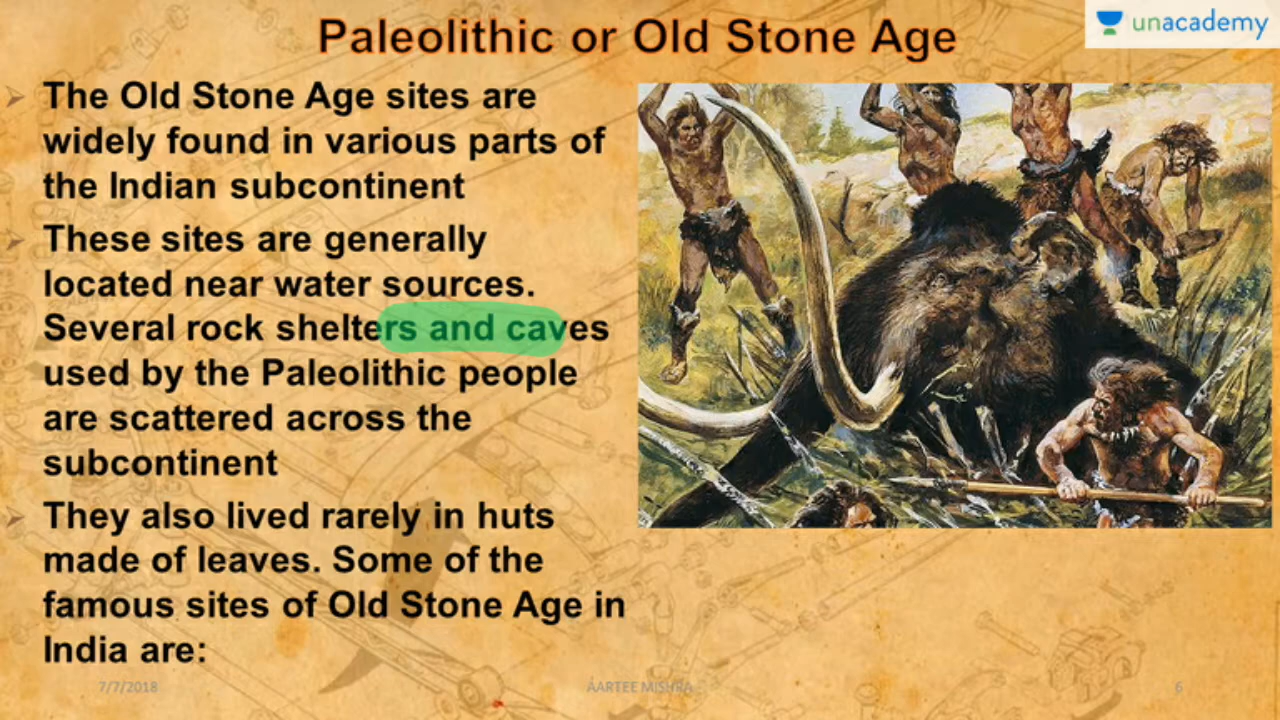 Paleolithic or Old Stone Age
unacademy
The Old Stone Age sites are
widely found in various parts of
the Indian subcontinent
These sites are generally
located near water sources.
Several rock shelters and caves
used by the Paleolithic people
are scattered across the
subcontinent
They also lived rarely in huts
made of leaves. Some of the
famous sites of Old Stone Age in
India are:
7/7/2018
AARTEE MISHRA
6